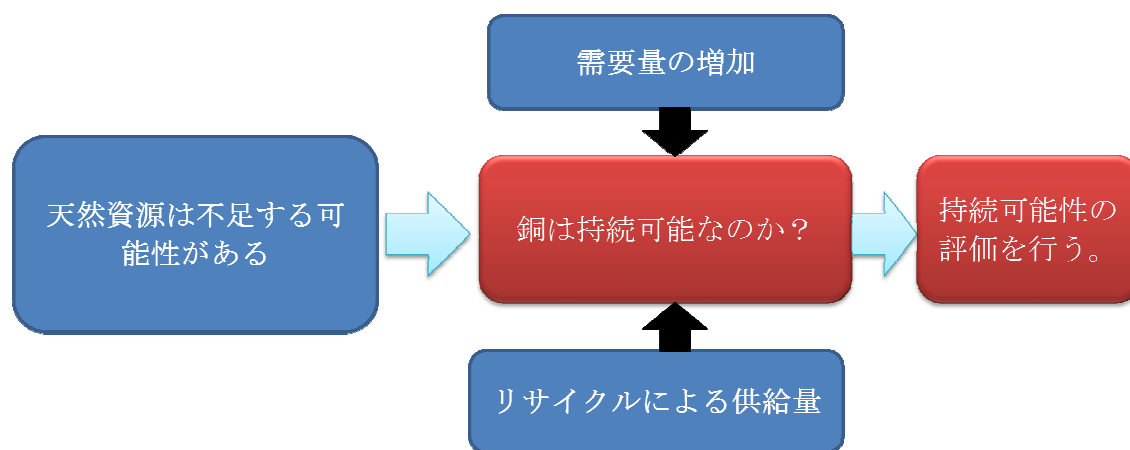 需要量の増加
天然資源は不足する可
能性がある
銅は持続可能なのか？
持続可能性の
評価を行う。
リサイクルによる供給量